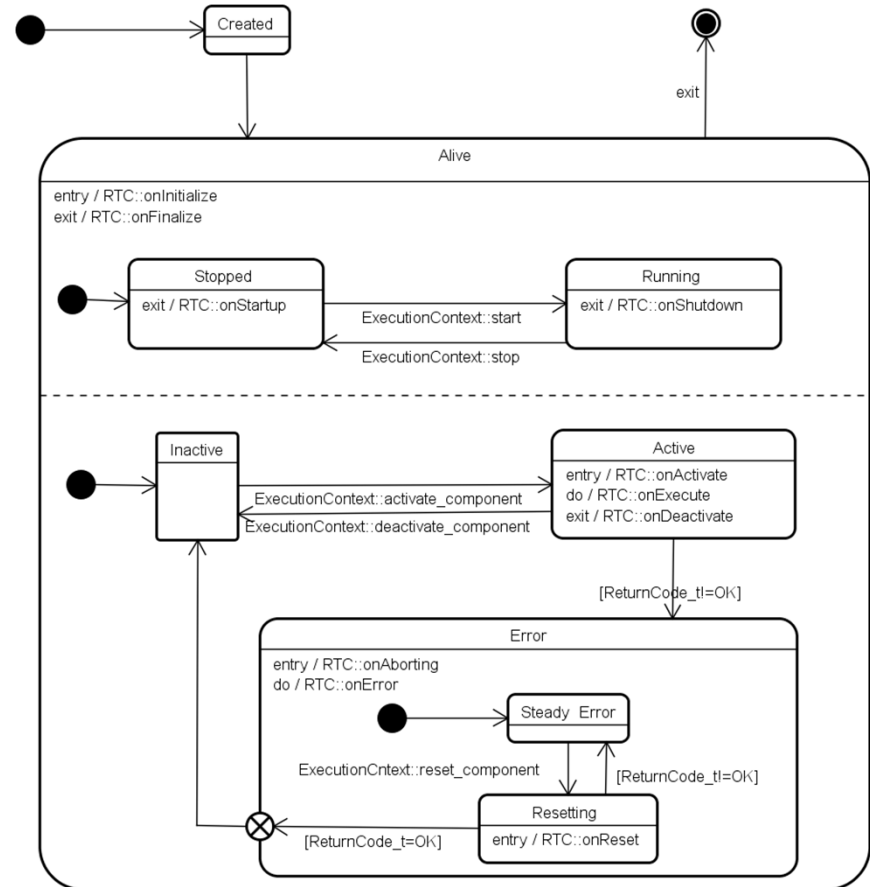 Created
exit
Alive
entry / RTC::onInitialize
exit / RTC::onFinalize
Stopped
exit / RTC::onStartup
Running
exit / RTC::onShutdown
ExecutionContext::start
ExecutionContext::stop
Inactive
Active
entry / RTC::onActivate
do / RTC::onExecute
exit / RTC::onDeactivate
ExecutionContext::activate_component
ExecutionContext::deactivate_component
[ReturnCode_t!=OK]
Error
entry / RTC::onAborting
do / RTC::onError
Steady Error
ExecutionCntext::reset_component
[ReturnCode_t!=OK]
Resetting
entry / RTC::onReset
[ReturnCode_t=OK]